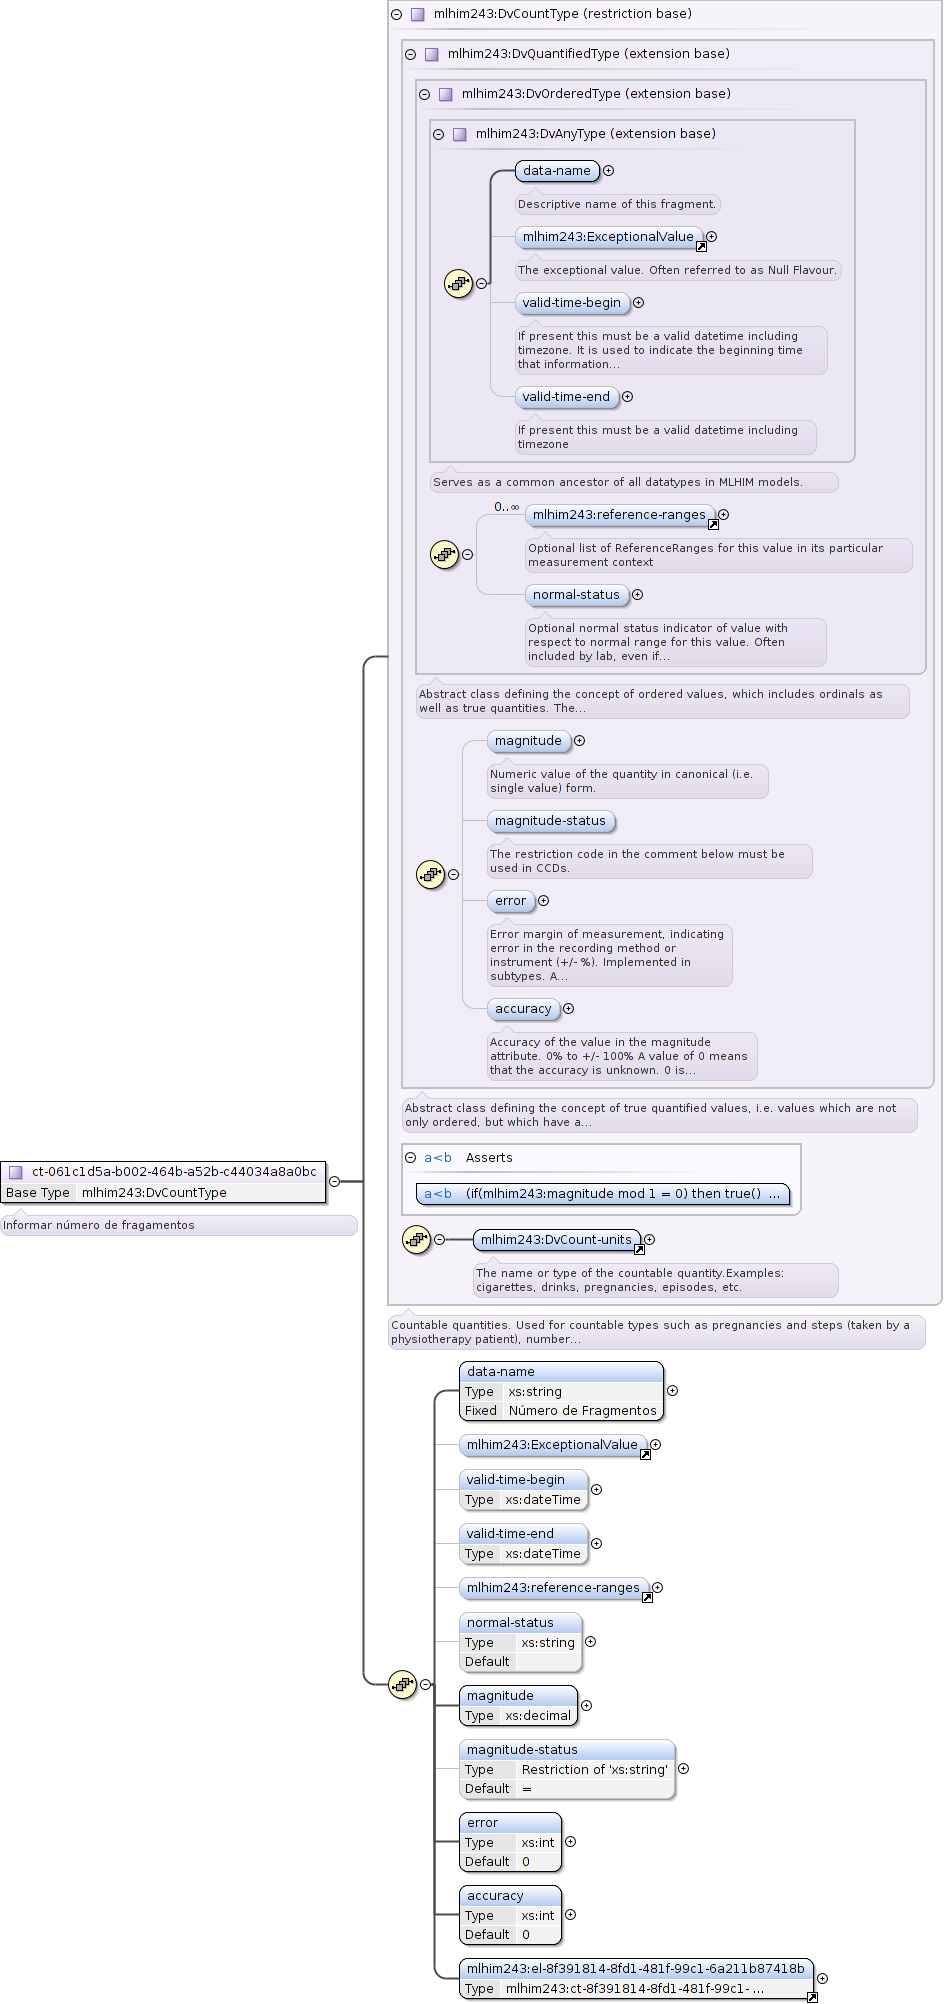 mlhim243:DvCountType (restriction base)
mlhim243:DvQuantifiedType (extension base)
mlhim243:DvOrderedType (extension base)
mlhim243:DvAnyType (extension base)
data-name
Descriptive name of this fragment.
mlhim243:ExceptionalValue
The exceptional value. Often referred to as Null Flavour.
valid-time-begin
If present this must be a valid datetime including
timezone. It is used to indicate the beginning time
that information...
valid-time-end
If present this must be a valid datetime including
timezone
Serves as a common ancestor of all datatypes in MLHIM models.
0..∞
mlhim243:reference-ranges
Optional list of ReferenceRanges for this value in its particular
measurement context
normal-status
Optional normal status indicator of value with
respect to normal range for this value. Often
included by lab, even if...
Abstract class defining the concept of ordered values, which includes ordinals as
well as true quantities. The...
magnitude
Numeric value of the quantity in canonical (i.e.
single value) form.
magnitude-status
The restriction code in the comment below must be
used in CCDs.
error
Error margin of measurement, indicating
error in the recording method or
instrument (+/- %). Implemented in
subtypes. A...
accuracy
Accuracy of the value in the magnitude
attribute. 0% to +/- 100% A value of 0 means
that the accuracy is unknown. 0 is...
Abstract class defining the concept of true quantified values, i.e. values which are not
only ordered, but which have a...
a<b Asserts
a<b (if(mlhim243:magnitude mod 1 = 0) then true() ...
ct-061c1d5a-b002-464b-a52b-c44034a8a0bc
Base Type mlhim243:DvCountType
Informar número de fragamentos
mlhim243:DvCount-units
The name or type of the countable quantity.Examples:
cigarettes, drinks, pregnancies, episodes, etc.
Countable quantities. Used for countable types such as pregnancies and steps (taken by a
physiotherapy patient), number...
data-name
Type xs:string
Fixed Número de Fragmentos
mlhim243:ExceptionalValue
valid-time-begin
Type xs:dateTime
valid-time-end
Type xs:dateTime
mlhim243:reference-ranges
normal-status
Type xs:string
Default
magnitude
Type xs:decimal
magnitude-status
Type Restriction of 'xs:string'
Default =
error
Type xs:int
Default 0
accuracy
Type xs:int
Default 0
mlhim243:el-8f391814-8fd1-481f-99c1-6a211b87418b
Type mlhim243:ct-8f391814-8fd1-481f-99c1- ...